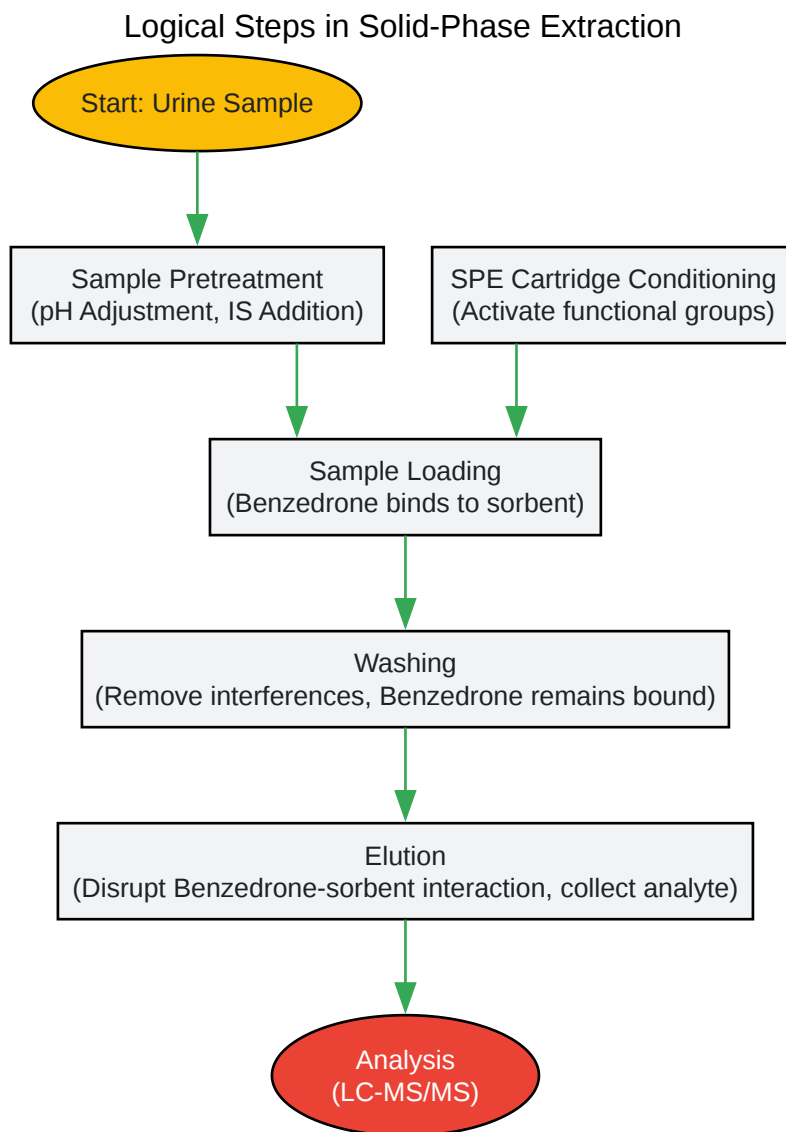 Logical Steps in Solid-Phase Extraction
Start: Urine Sample
Sample Pretreatment
(pH Adjustment, IS Addition)
SPE Cartridge Conditioning
(Activate functional groups)
Sample Loading
(Benzedrone binds to sorbent)
Washing
(Remove interferences, Benzedrone remains bound)
Elution
(Disrupt Benzedrone-sorbent interaction, collect analyte)
Analysis
(LC-MS/MS)